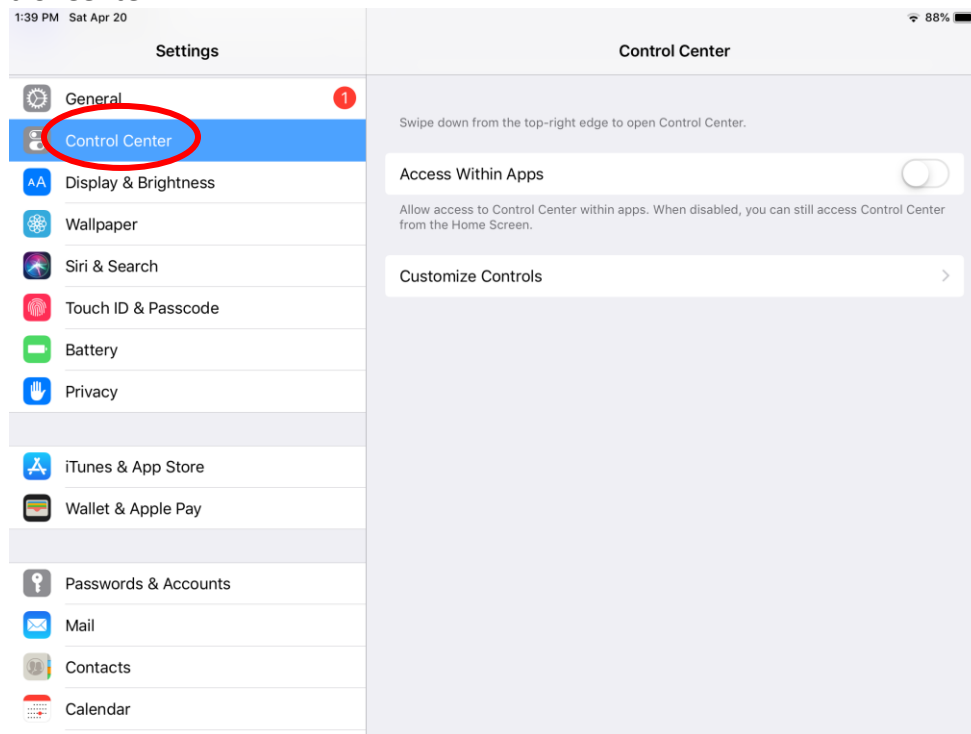 1:39 PM Sat Apr 20
88%
Settings
Control Center
General
1
Control Center
AA Display & Brightness
Wallpaper
Siri & Search
Touch ID & Passcode
Battery
Privacy
iTunes & App Store
Wallet & Apple Pay
Passwords & Accounts
Mail
Contacts
Calendar
Swipe down from the top-right edge to open Control Center.
Access Within Apps
Allow access to Control Center within apps. When disabled, you can still access Control Center
from the Home Screen.
Customize Controls